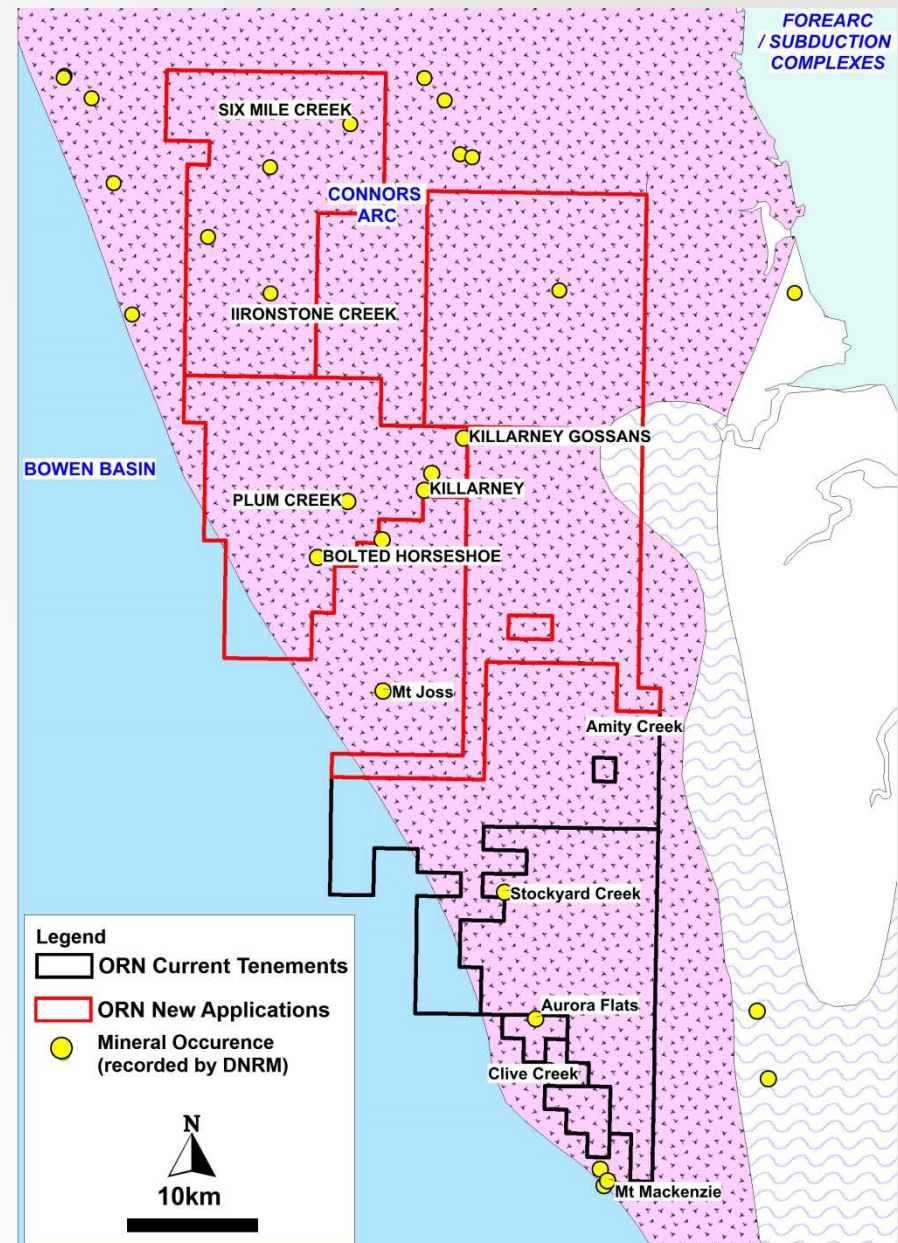 FOREARC
/ SUBDUCTION
COMPLEXES
SIX MILE CREEK
CONNORS
ARC
IIRONSTONE CREEK
KILLARNEY GOSSANS
BOWEN BASIN
KILLARNEY
PLUM CREEK
BOLTED HORSESHOE
Mt Joss
Amity Creek
Stockyard Creek
Aurora Flats
Clive Creek
Mt Mackenzie
Legend
ORN Current Tenements
ORN New Applications
Mineral Occurence
(recorded by DNRM)
N
10km